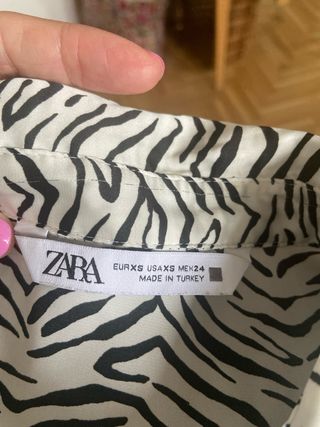 ZARA
EUR XS USA XS MEX 24
MADE IN TURKEY